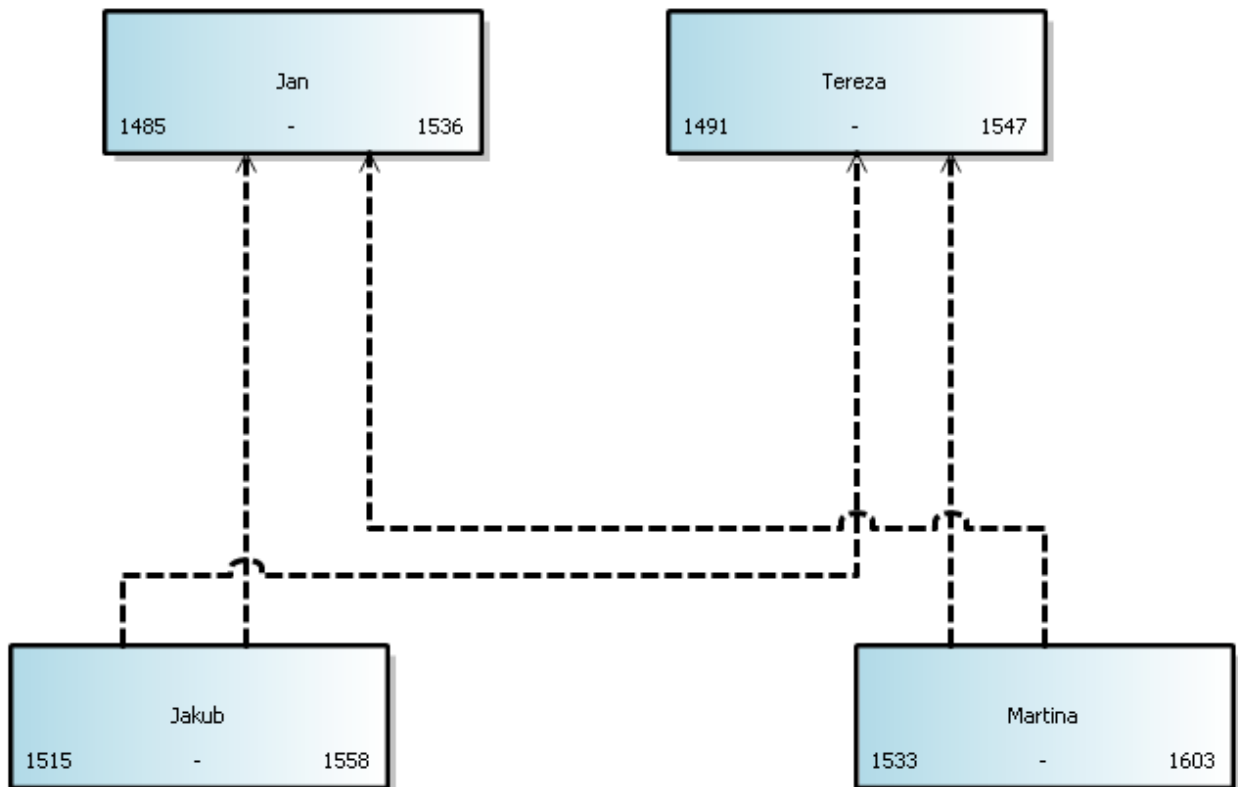 Jan
1485 - 1536
Tereza
1491 - 1547
Jakub
1515 - 1558
Martina
1533 - 1603